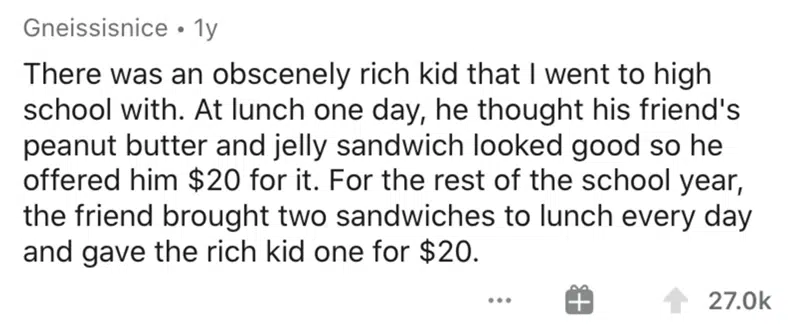 Gneissisnice • 1y
There was an obscenely rich kid that I went to high
school with. At lunch one day, he thought his friend's
peanut butter and jelly sandwich looked good so he
offered him $20 for it. For the rest of the school year,
the friend brought two sandwiches to lunch every day
and gave the rich kid one for $20.
... 27.0k